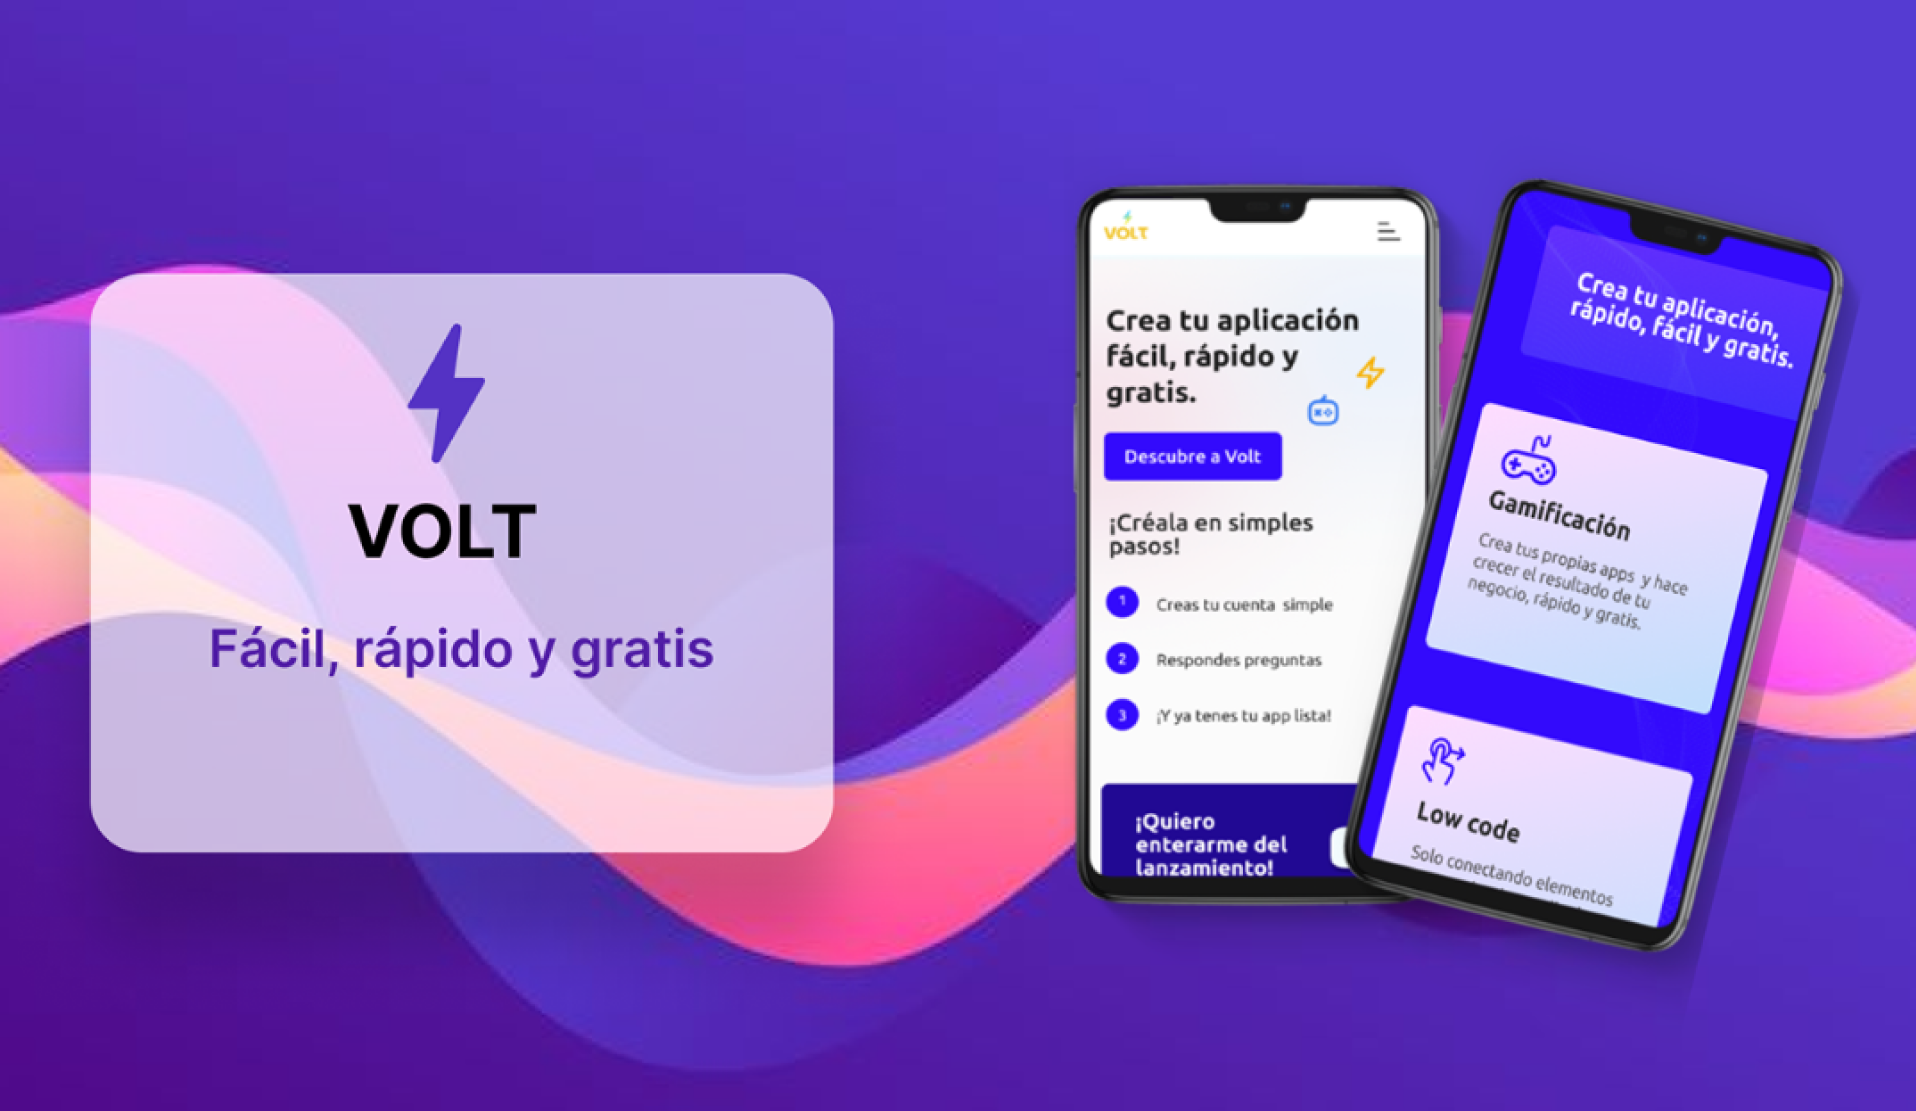 VOLT
Fácil, rápido y gratis
VOLT
Crea tu aplicación
fácil, rápido y
gratis.
Descubre a Volt
¡Créala en simples
pasos!
1 Creas tu cuenta simple
2 Respondes preguntas
3 ¡Y ya tenes tu app lista!
¡Quiero
enterarme del
lanzamiento!
Crea tu aplicación,
rápido, fácil y gratis.
Gamificación
Crea tus propias apps y hace
crecer el resultado de tu
negocio, rápido y gratis.
Low code
Solo conectando elementos